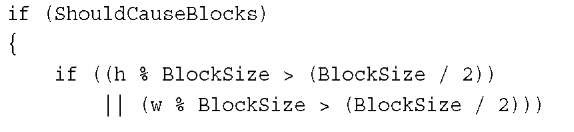 if (ShouldCauseBlocks)
{
    if ((h % BlockSize > (BlockSize / 2))
        || (w % BlockSize > (BlockSize / 2)))